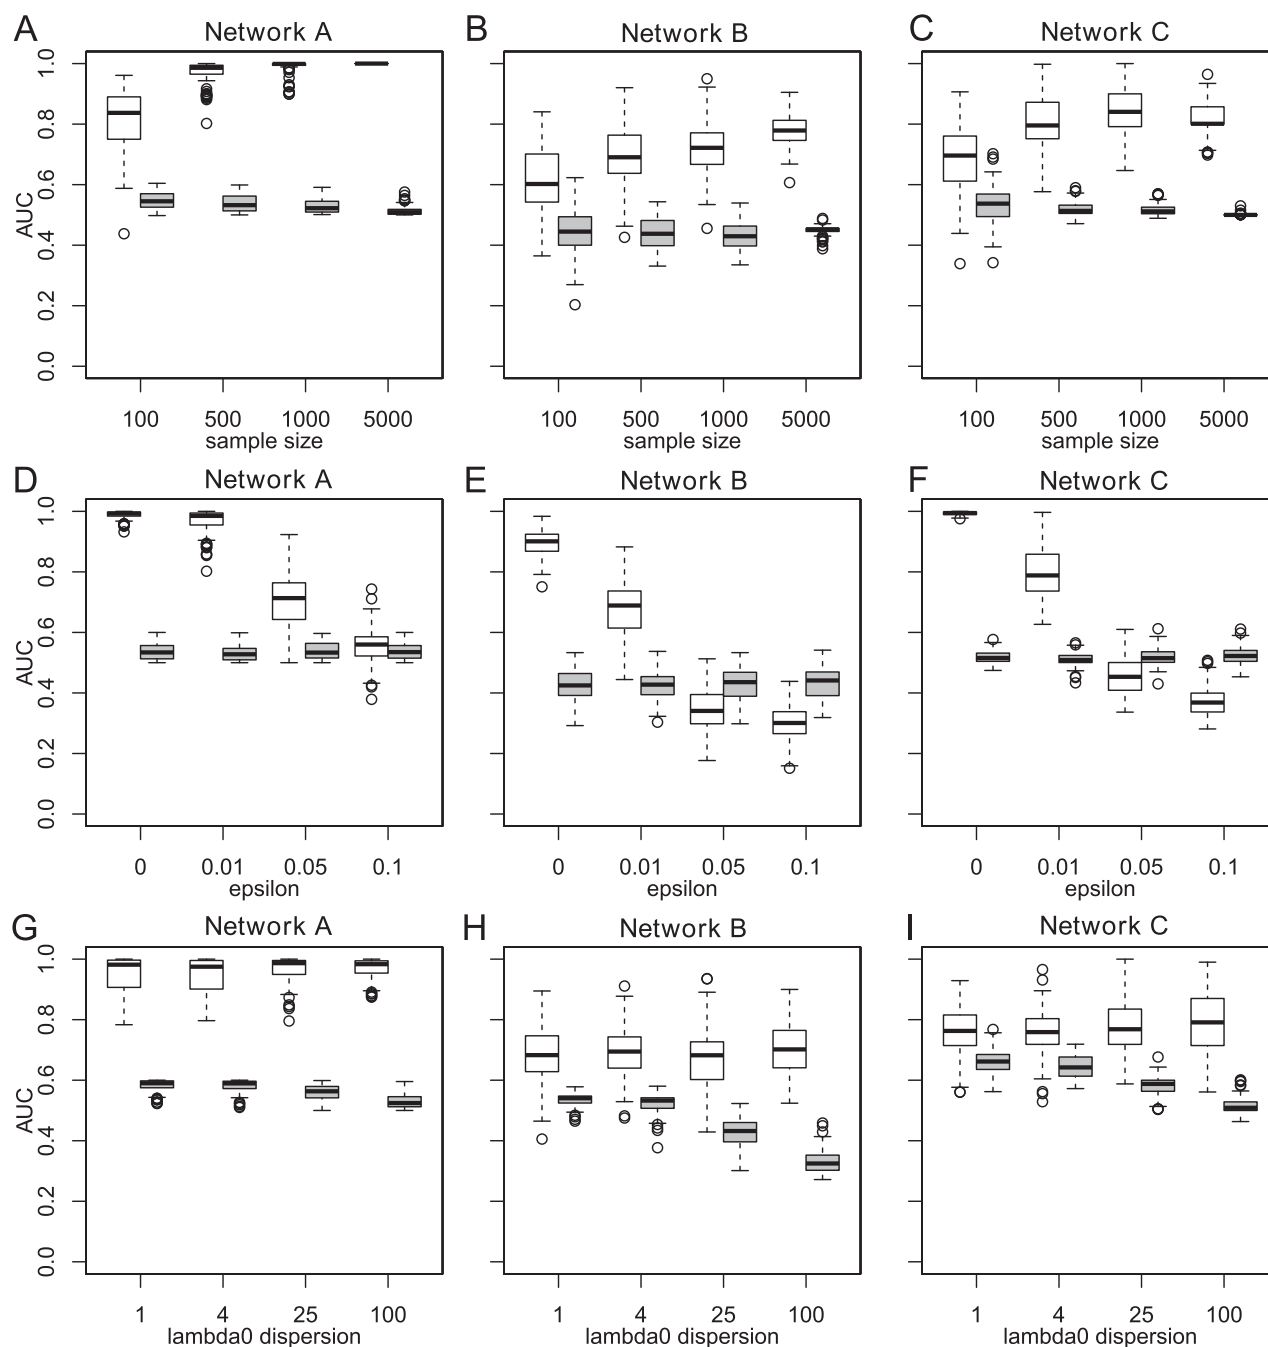 A Network A
B Network B
C Network C
AUC
0.0 0.2 0.4 0.6 0.8 1.0
100 500 1000 5000
sample size
100 500 1000 5000
sample size
100 500 1000 5000
sample size
D Network A
E Network B
F Network C
AUC
0.0 0.2 0.4 0.6 0.8 1.0
0 0.01 0.05 0.1
epsilon
0 0.01 0.05 0.1
epsilon
0 0.01 0.05 0.1
epsilon
G Network A
H Network B
I Network C
AUC
0.0 0.2 0.4 0.6 0.8 1.0
1 4 25 100
lambda0 dispersion
1 4 25 100
lambda0 dispersion
1 4 25 100
lambda0 dispersion